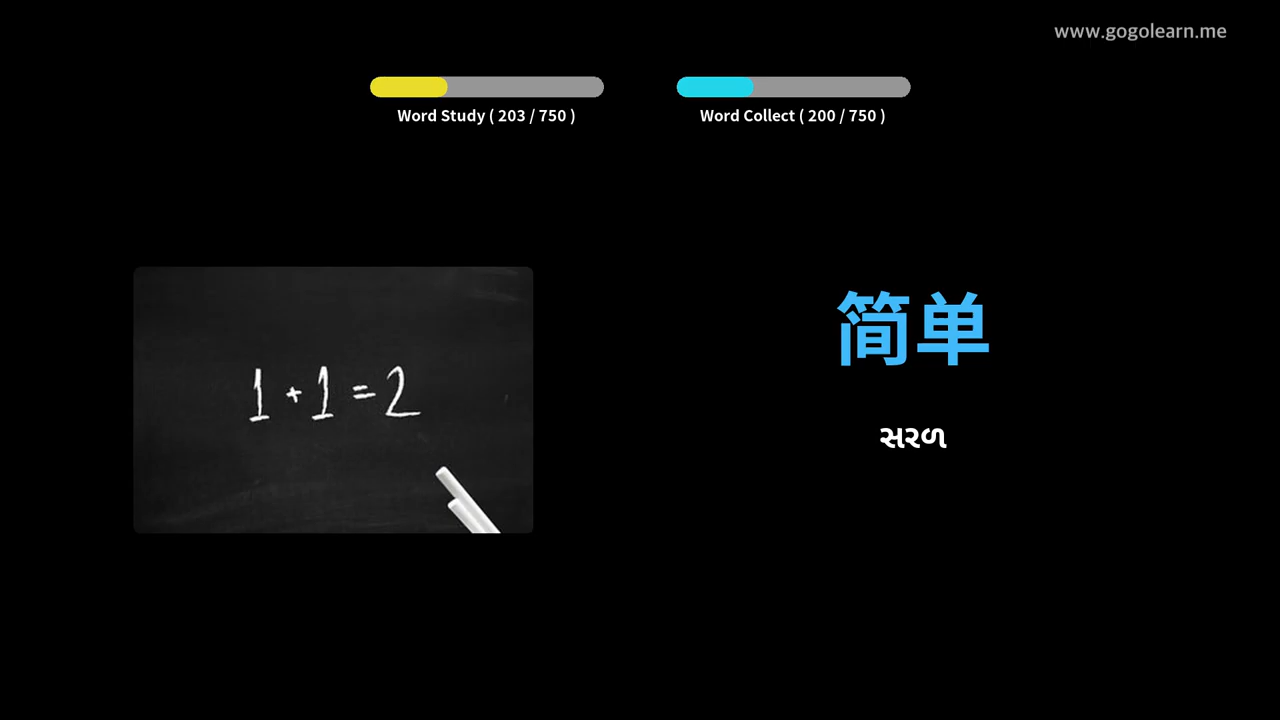 www.gogolearn.me
Word Study ( 203 / 750 )
Word Collect ( 200 / 750 )
1 + 1 = 2
简单
સરળ